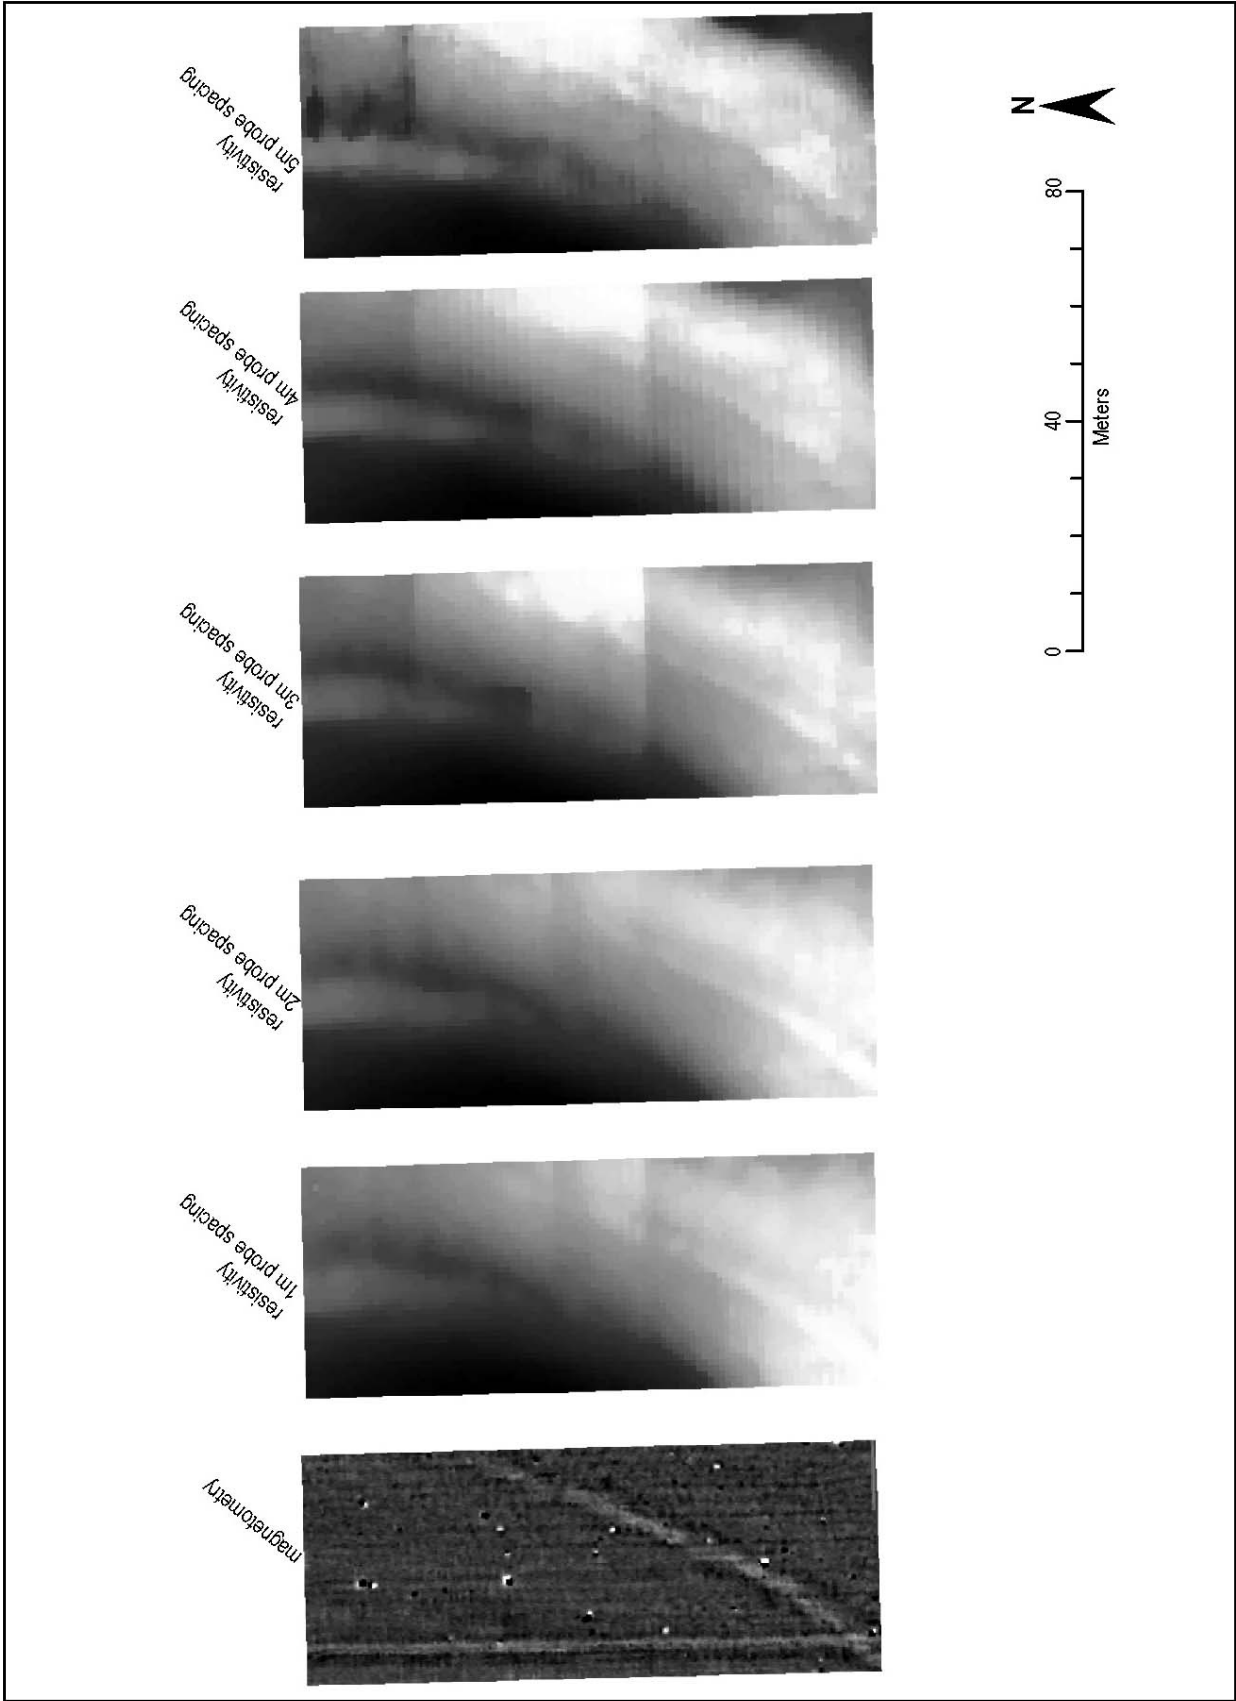 5m probe spacing
resistivity
4m probe spacing
resistivity
3m probe spacing
resistivity
2m probe spacing
resistivity
1m probe spacing
resistivity
magnetometry
N
0 40 80
Meters